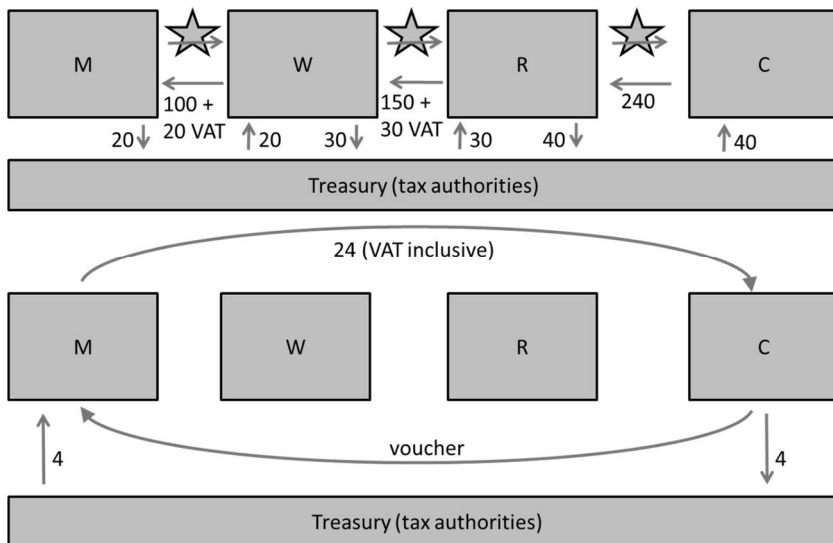 M
W
R
C
100 +
20 VAT
150 +
30 VAT
240
20
20
30
30
40
40
Treasury (tax authorities)
24 (VAT inclusive)
M
W
R
C
voucher
4
4
Treasury (tax authorities)